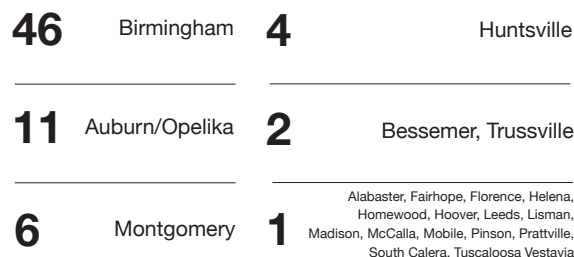 46 Birmingham
4 Huntsville
11 Auburn/Opelika
2 Bessemer, Trussville
6 Montgomery
1 Alabaster, Fairhope, Florence, Helena,
Homewood, Hoover, Leeds, Lisman,
Madison, McCalla, Mobile, Pinson, Prattville,
South Calera, Tuscaloosa Vestavia